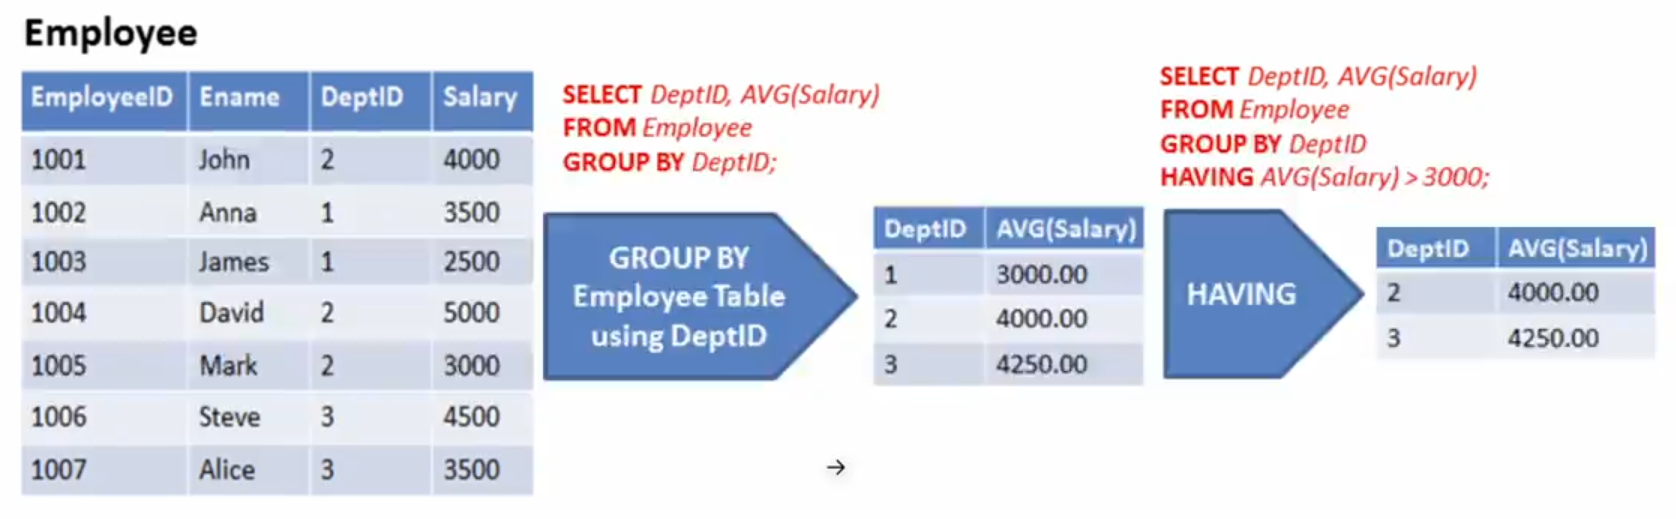 Employee
EmployeeID Ename DeptID Salary
1001 John 2 4000
1002 Anna 1 3500
1003 James 1 2500
1004 David 2 5000
1005 Mark 2 3000
1006 Steve 3 4500
1007 Alice 3 3500
SELECT DeptID, AVG(Salary)
FROM Employee
GROUP BY DeptID;
GROUP BY
Employee Table
using DeptID
DeptID AVG(Salary)
1 3000.00
2 4000.00
3 4250.00
SELECT DeptID, AVG(Salary)
FROM Employee
GROUP BY DeptID
HAVING AVG(Salary) > 3000;
HAVING
DeptID AVG(Salary)
2 4000.00
3 4250.00
→